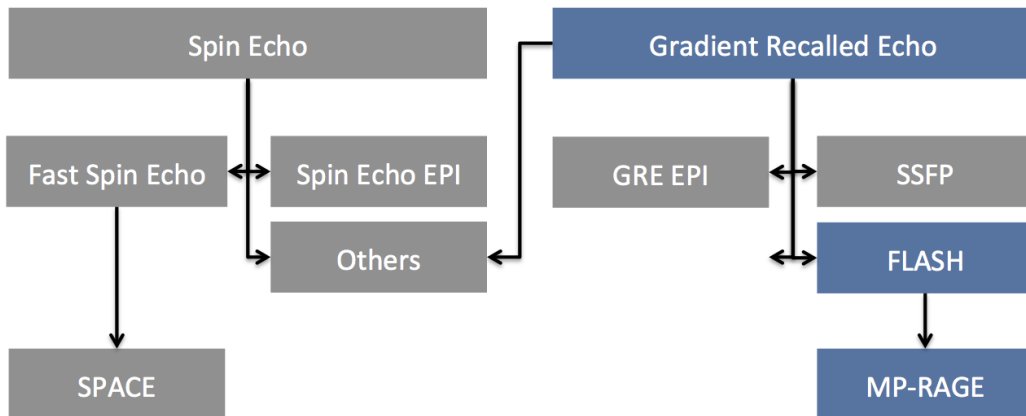 Spin Echo
Gradient Recalled Echo
Fast Spin Echo
Spin Echo EPI
GRE EPI
SSFP
Others
FLASH
SPACE
MP-RAGE